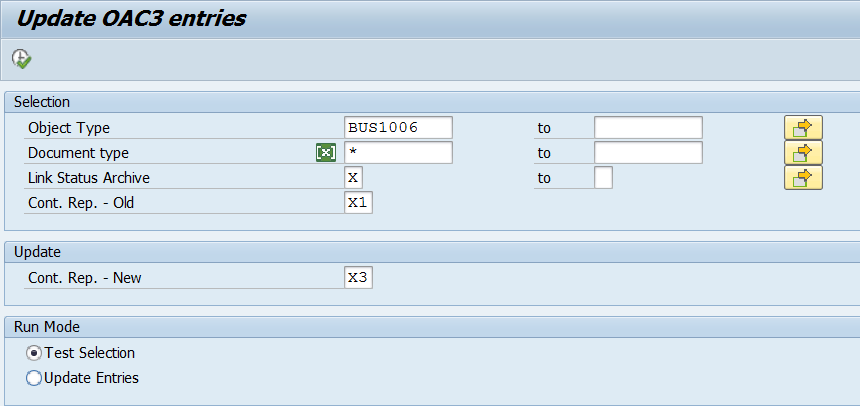 Update OAC3 entries
Selection
Object Type BUS1006 to
Document type * to
Link Status Archive X to
Cont. Rep. - Old X1
Update
Cont. Rep. - New X3
Run Mode
Test Selection
Update Entries